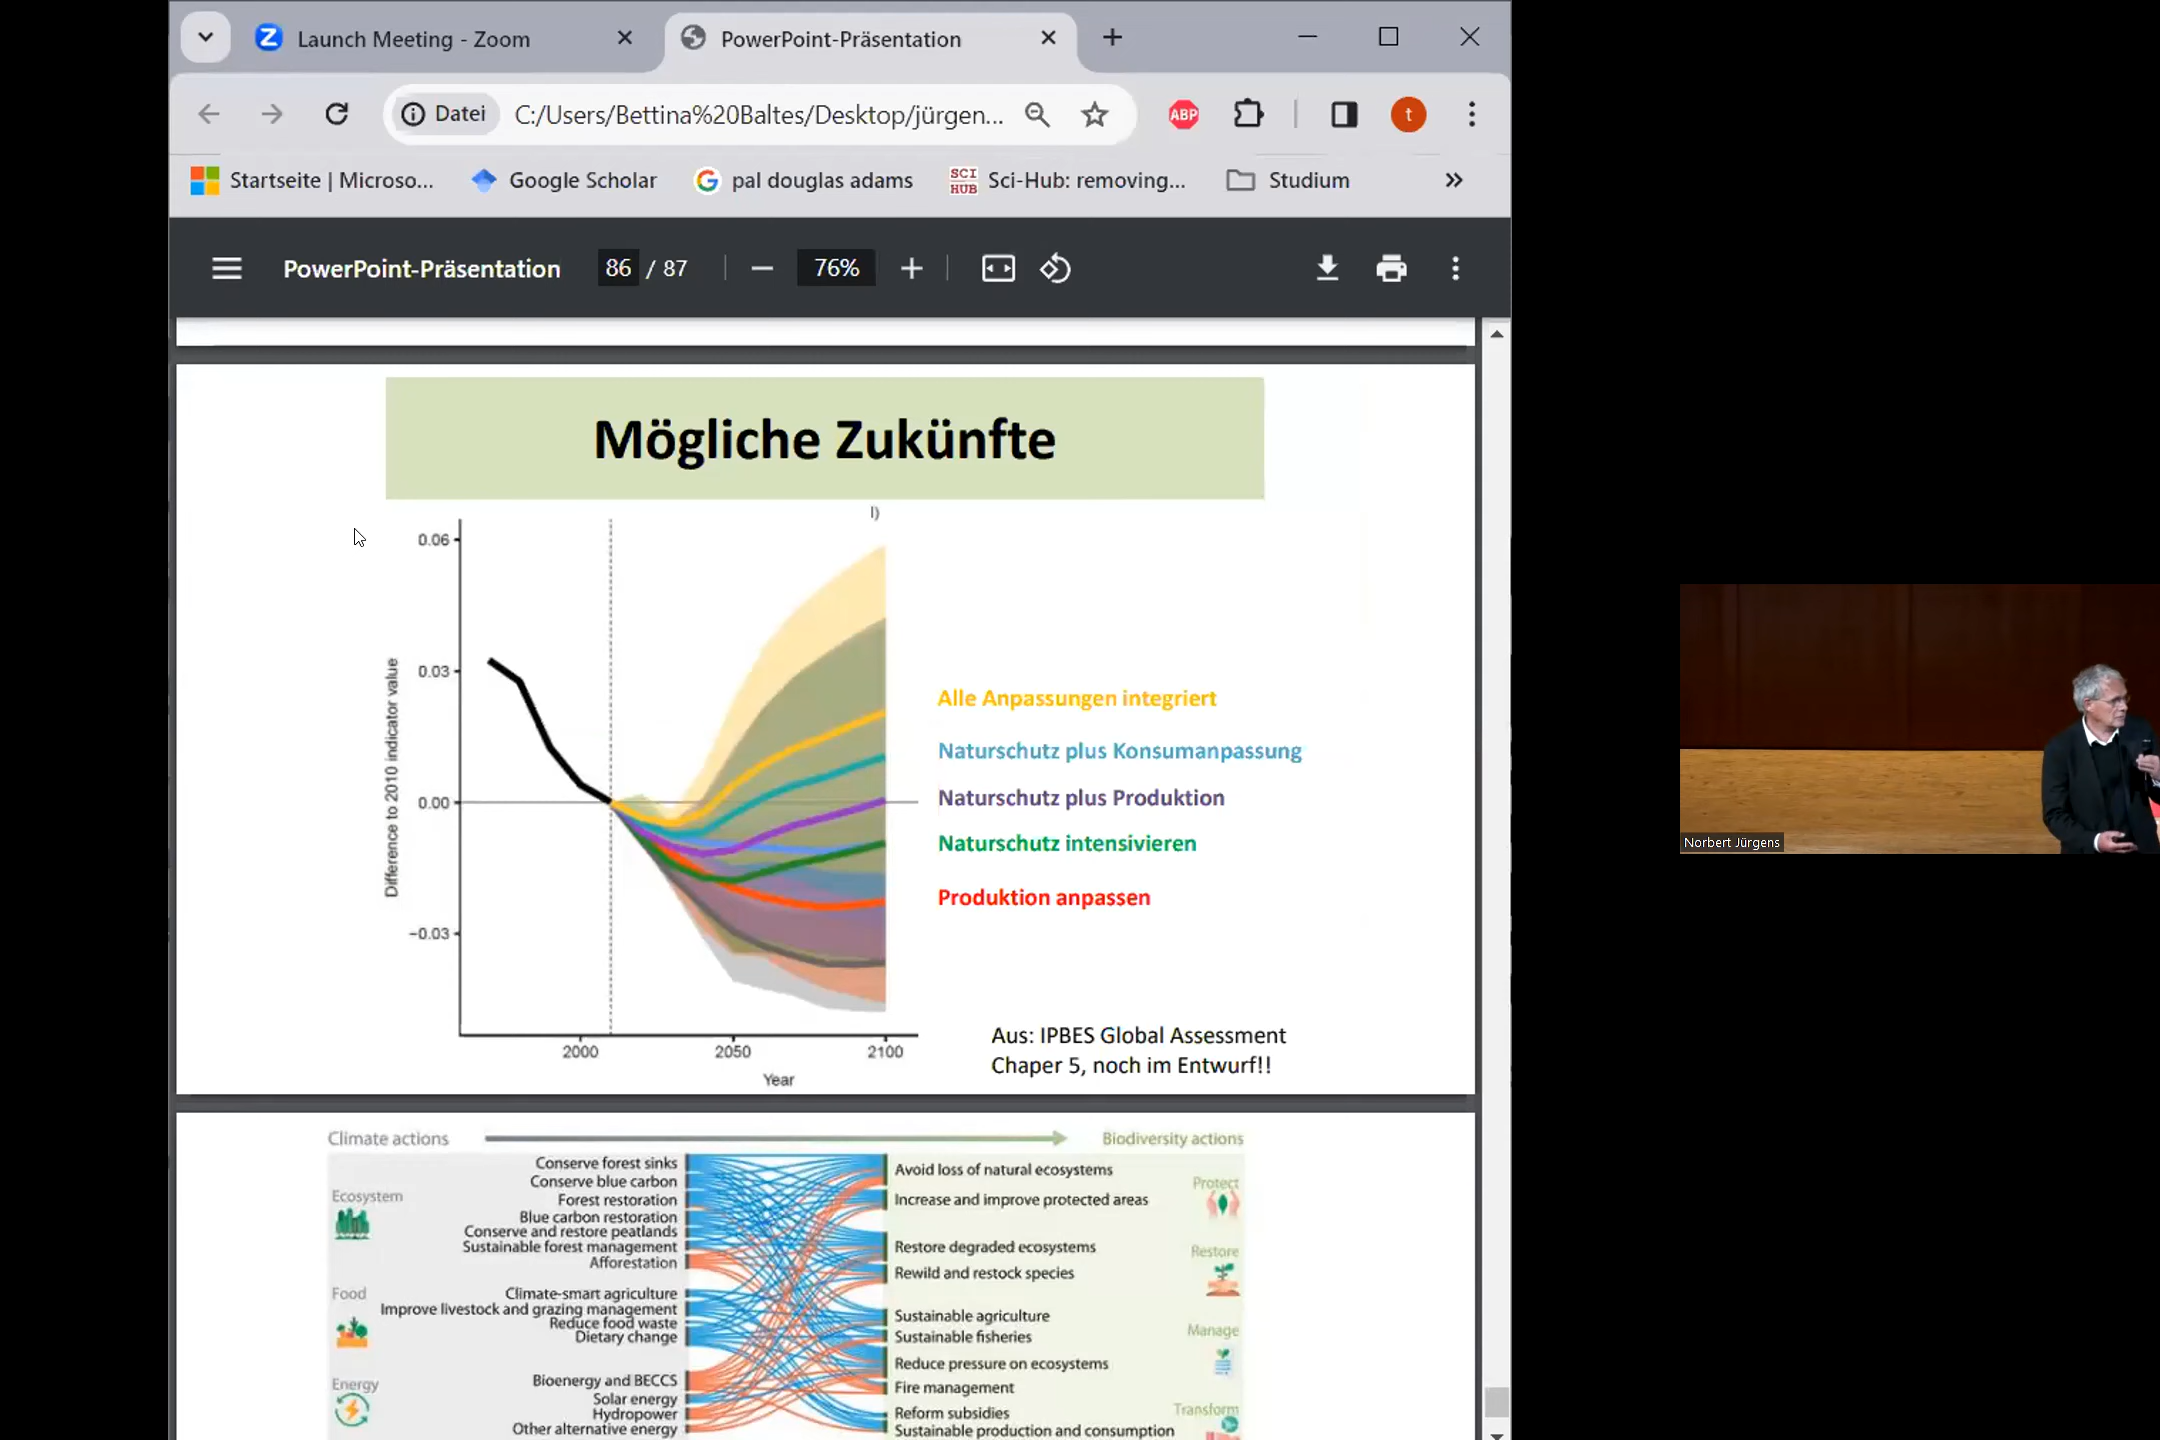 Launch Meeting - Zoom
PowerPoint-Präsentation
Datei
C:/Users/Bettina%20Baltes/Desktop/jürgen...
ABP
t
Startseite | Microso...
Google Scholar
pal douglas adams
SCI HUB
Sci-Hub: removing...
Studium
PowerPoint-Präsentation
86 / 87
76%
Mögliche Zukünfte
I)
0.06
0.03
0.00
−0.03
Difference to 2010 indicator value
2000
2050
2100
Year
Alle Anpassungen integriert
Naturschutz plus Konsumanpassung
Naturschutz plus Produktion
Naturschutz intensivieren
Produktion anpassen
Aus: IPBES Global Assessment
Chaper 5, noch im Entwurf!!
Norbert Jürgens
Climate actions
Biodiversity actions
Ecosystem
Conserve forest sinks
Conserve blue carbon
Forest restoration
Blue carbon restoration
Conserve and restore peatlands
Sustainable forest management
Afforestation
Food
Climate-smart agriculture
Improve livestock and grazing management
Reduce food waste
Dietary change
Energy
Bioenergy and BECCS
Solar energy
Hydropower
Other alternative energy
Avoid loss of natural ecosystems
Increase and improve protected areas
Protect
Restore degraded ecosystems
Rewild and restock species
Restore
Sustainable agriculture
Sustainable fisheries
Manage
Reduce pressure on ecosystems
Fire management
Reform subsidies
Sustainable production and consumption
Transform